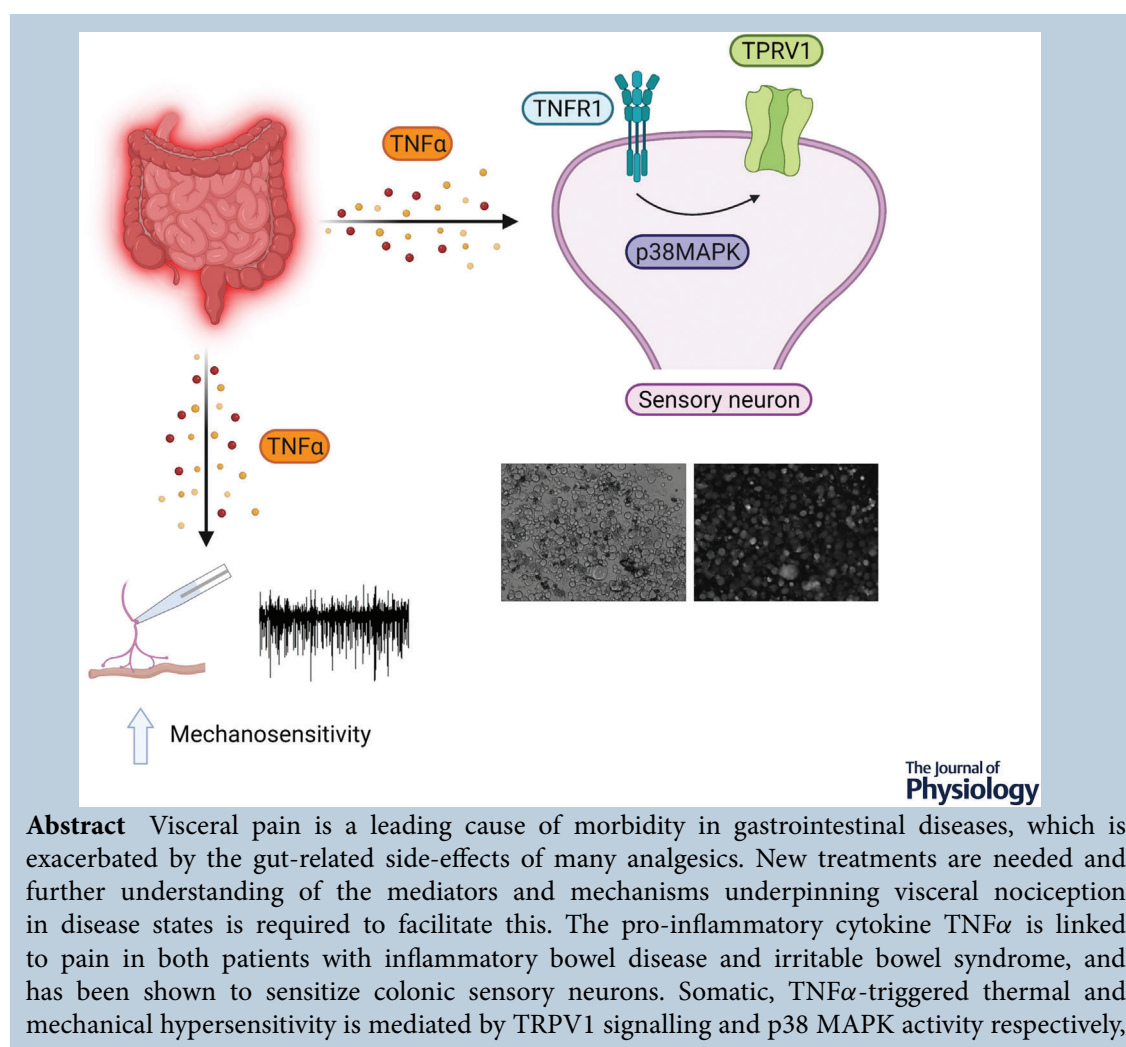 TPRV1
TNFR1
TNFα
p38MAPK
Sensory neuron
TNFα
Mechanosensitivity
The Journal of
Physiology
Abstract Visceral pain is a leading cause of morbidity in gastrointestinal diseases, which is
exacerbated by the gut-related side-effects of many analgesics. New treatments are needed and
further understanding of the mediators and mechanisms underpinning visceral nociception
in disease states is required to facilitate this. The pro-inflammatory cytokine TNFα is linked
to pain in both patients with inflammatory bowel disease and irritable bowel syndrome, and
has been shown to sensitize colonic sensory neurons. Somatic, TNFα-triggered thermal and
mechanical hypersensitivity is mediated by TRPV1 signalling and p38 MAPK activity respectively,